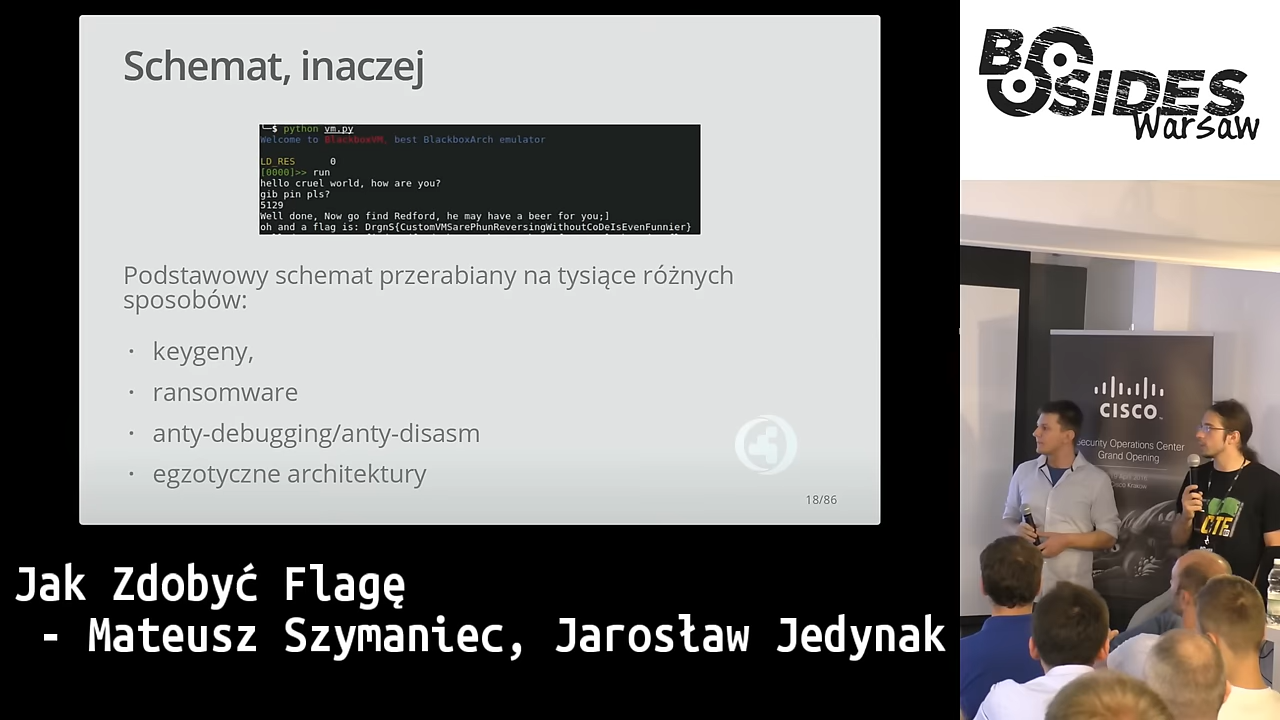 Schemat, inaczej
└─$ python vm.py
Welcome to BlackboxVM, best BlackboxArch emulator
LD_RES 0
[0000]>> run
hello cruel world, how are you?
gib pin pls?
5129
Well done, Now go find Redford, he may have a beer for you;]
oh and a flag is: DrgnS{CustomVMSarePhunReversingWithoutCoDeIsEvenFunnier}
Podstawowy schemat przerabiany na tysiące różnych
sposobów:
· keygeny,
· ransomware
· anty-debugging/anty-disasm
· egzotyczne architektury
18/86
Jak Zdobyć Flagę
- Mateusz Szymaniec, Jarosław Jedynak
BSIDES
Warsaw
CISCO
Security Operations Center
Grand Opening
CTF